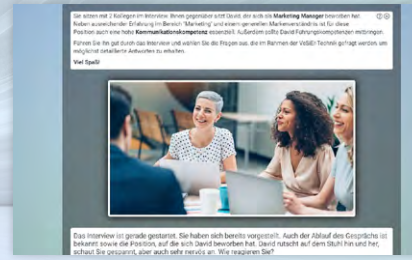 Sie sitzen mit 2 Kollegen im Interview. Ihnen gegenüber sitzt David, der sich als Marketing Manager beworben hat.
Neben ausreichender Erfahrung im Bereich "Marketing" und einem generellen Markenverständnis ist für diese
Position auch eine hohe Kommunikationskompetenz essenziell. Außerdem sollte David Führungskompetenzen mitbringen.
Führen Sie ihn gut durch das Interview und wählen Sie die Fragen aus, die im Rahmen der Technik gefragt werden, um
möglichst detaillierte Antworten zu erhalten.
Viel Spaß!
Das Interview ist gerade gestartet. Sie haben sich bereits vorgestellt. Auch der Ablauf des Gesprächs ist
bekannt sowie die Position, auf die sich David beworben hat. David rutscht auf dem Stuhl hin und her,
schaut Sie gespannt, aber auch sehr nervös an. Wie reagieren Sie?